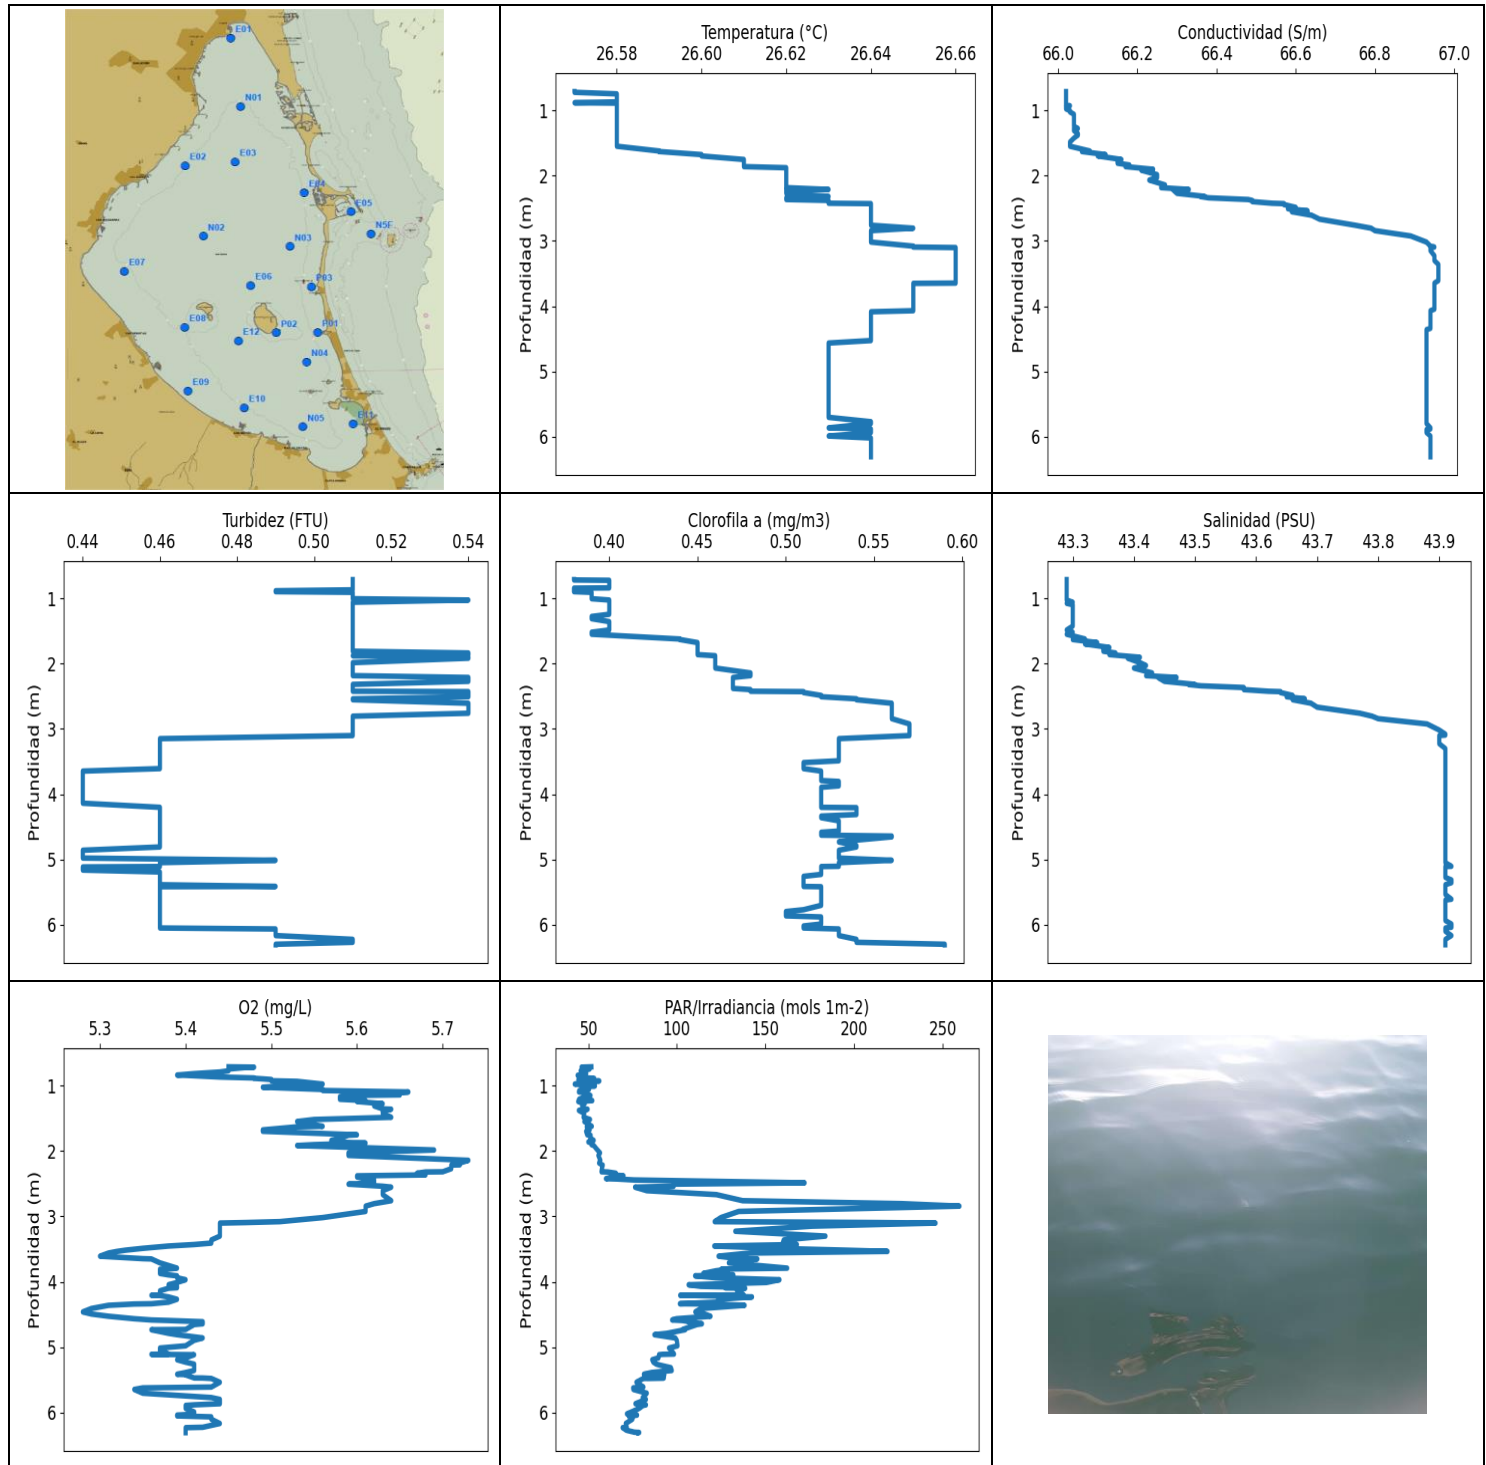 E01
N01
E02
E03
E04
E05
N5F
N02
N03
E07
E06
P03
E08
P02
P01
E12
N04
E09
E10
N05
E11
Temperatura (°C)
26.58 26.60 26.62 26.64 26.66
Profundidad (m)
1
2
3
4
5
6
Conductividad (S/m)
66.0 66.2 66.4 66.6 66.8 67.0
Profundidad (m)
1
2
3
4
5
6
Turbidez (FTU)
0.44 0.46 0.48 0.50 0.52 0.54
Profundidad (m)
1
2
3
4
5
6
Clorofila a (mg/m3)
0.40 0.45 0.50 0.55 0.60
Profundidad (m)
1
2
3
4
5
6
Salinidad (PSU)
43.3 43.4 43.5 43.6 43.7 43.8 43.9
Profundidad (m)
1
2
3
4
5
6
O2 (mg/L)
5.3 5.4 5.5 5.6 5.7
Profundidad (m)
1
2
3
4
5
6
PAR/Irradiancia (mols 1m-2)
50 100 150 200 250
Profundidad (m)
1
2
3
4
5
6